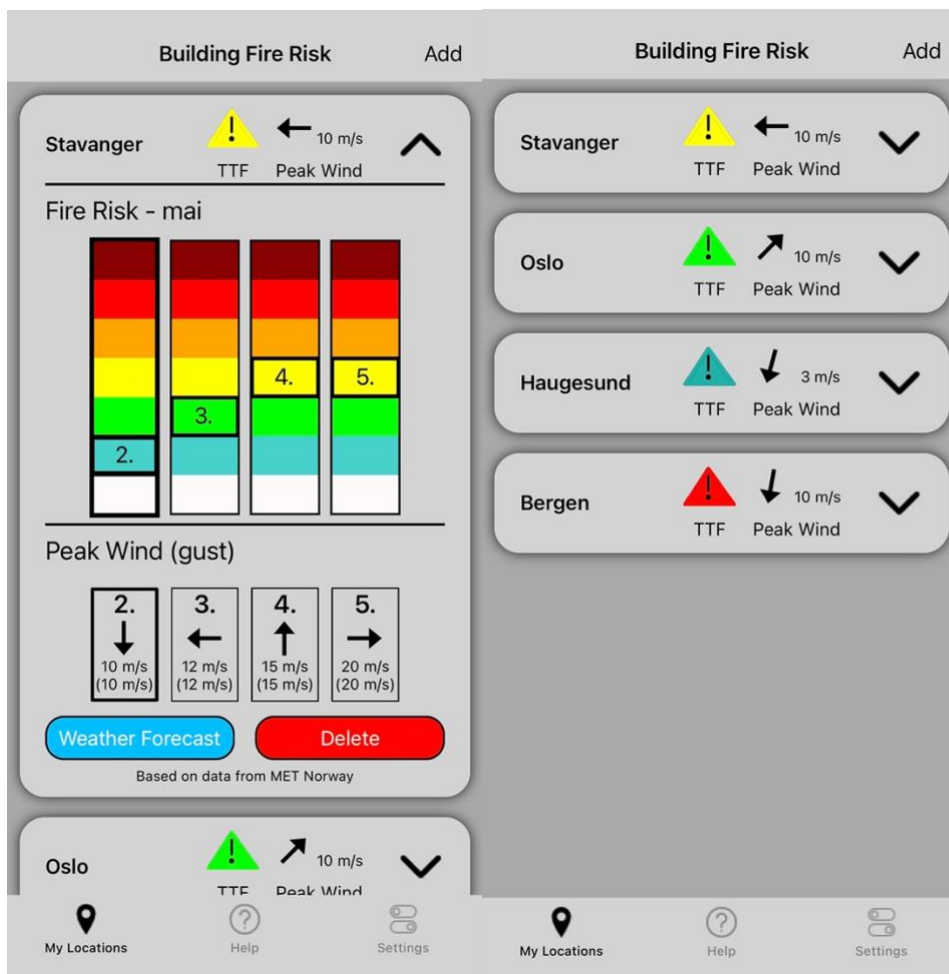 Building Fire Risk Add
Stavanger
!
10 m/s
TTF Peak Wind
Fire Risk - mai
4. 5.
3.
2.
Peak Wind (gust)
2. 3. 4. 5.
10 m/s 12 m/s 15 m/s 20 m/s
(10 m/s) (12 m/s) (15 m/s) (20 m/s)
Weather Forecast Delete
Based on data from MET Norway
Oslo
!
10 m/s
TTF Peak Wind
My Locations Help Settings
Building Fire Risk Add
Stavanger
!
10 m/s
TTF Peak Wind
Oslo
!
10 m/s
TTF Peak Wind
Haugesund
!
3 m/s
TTF Peak Wind
Bergen
!
10 m/s
TTF Peak Wind
My Locations Help Settings